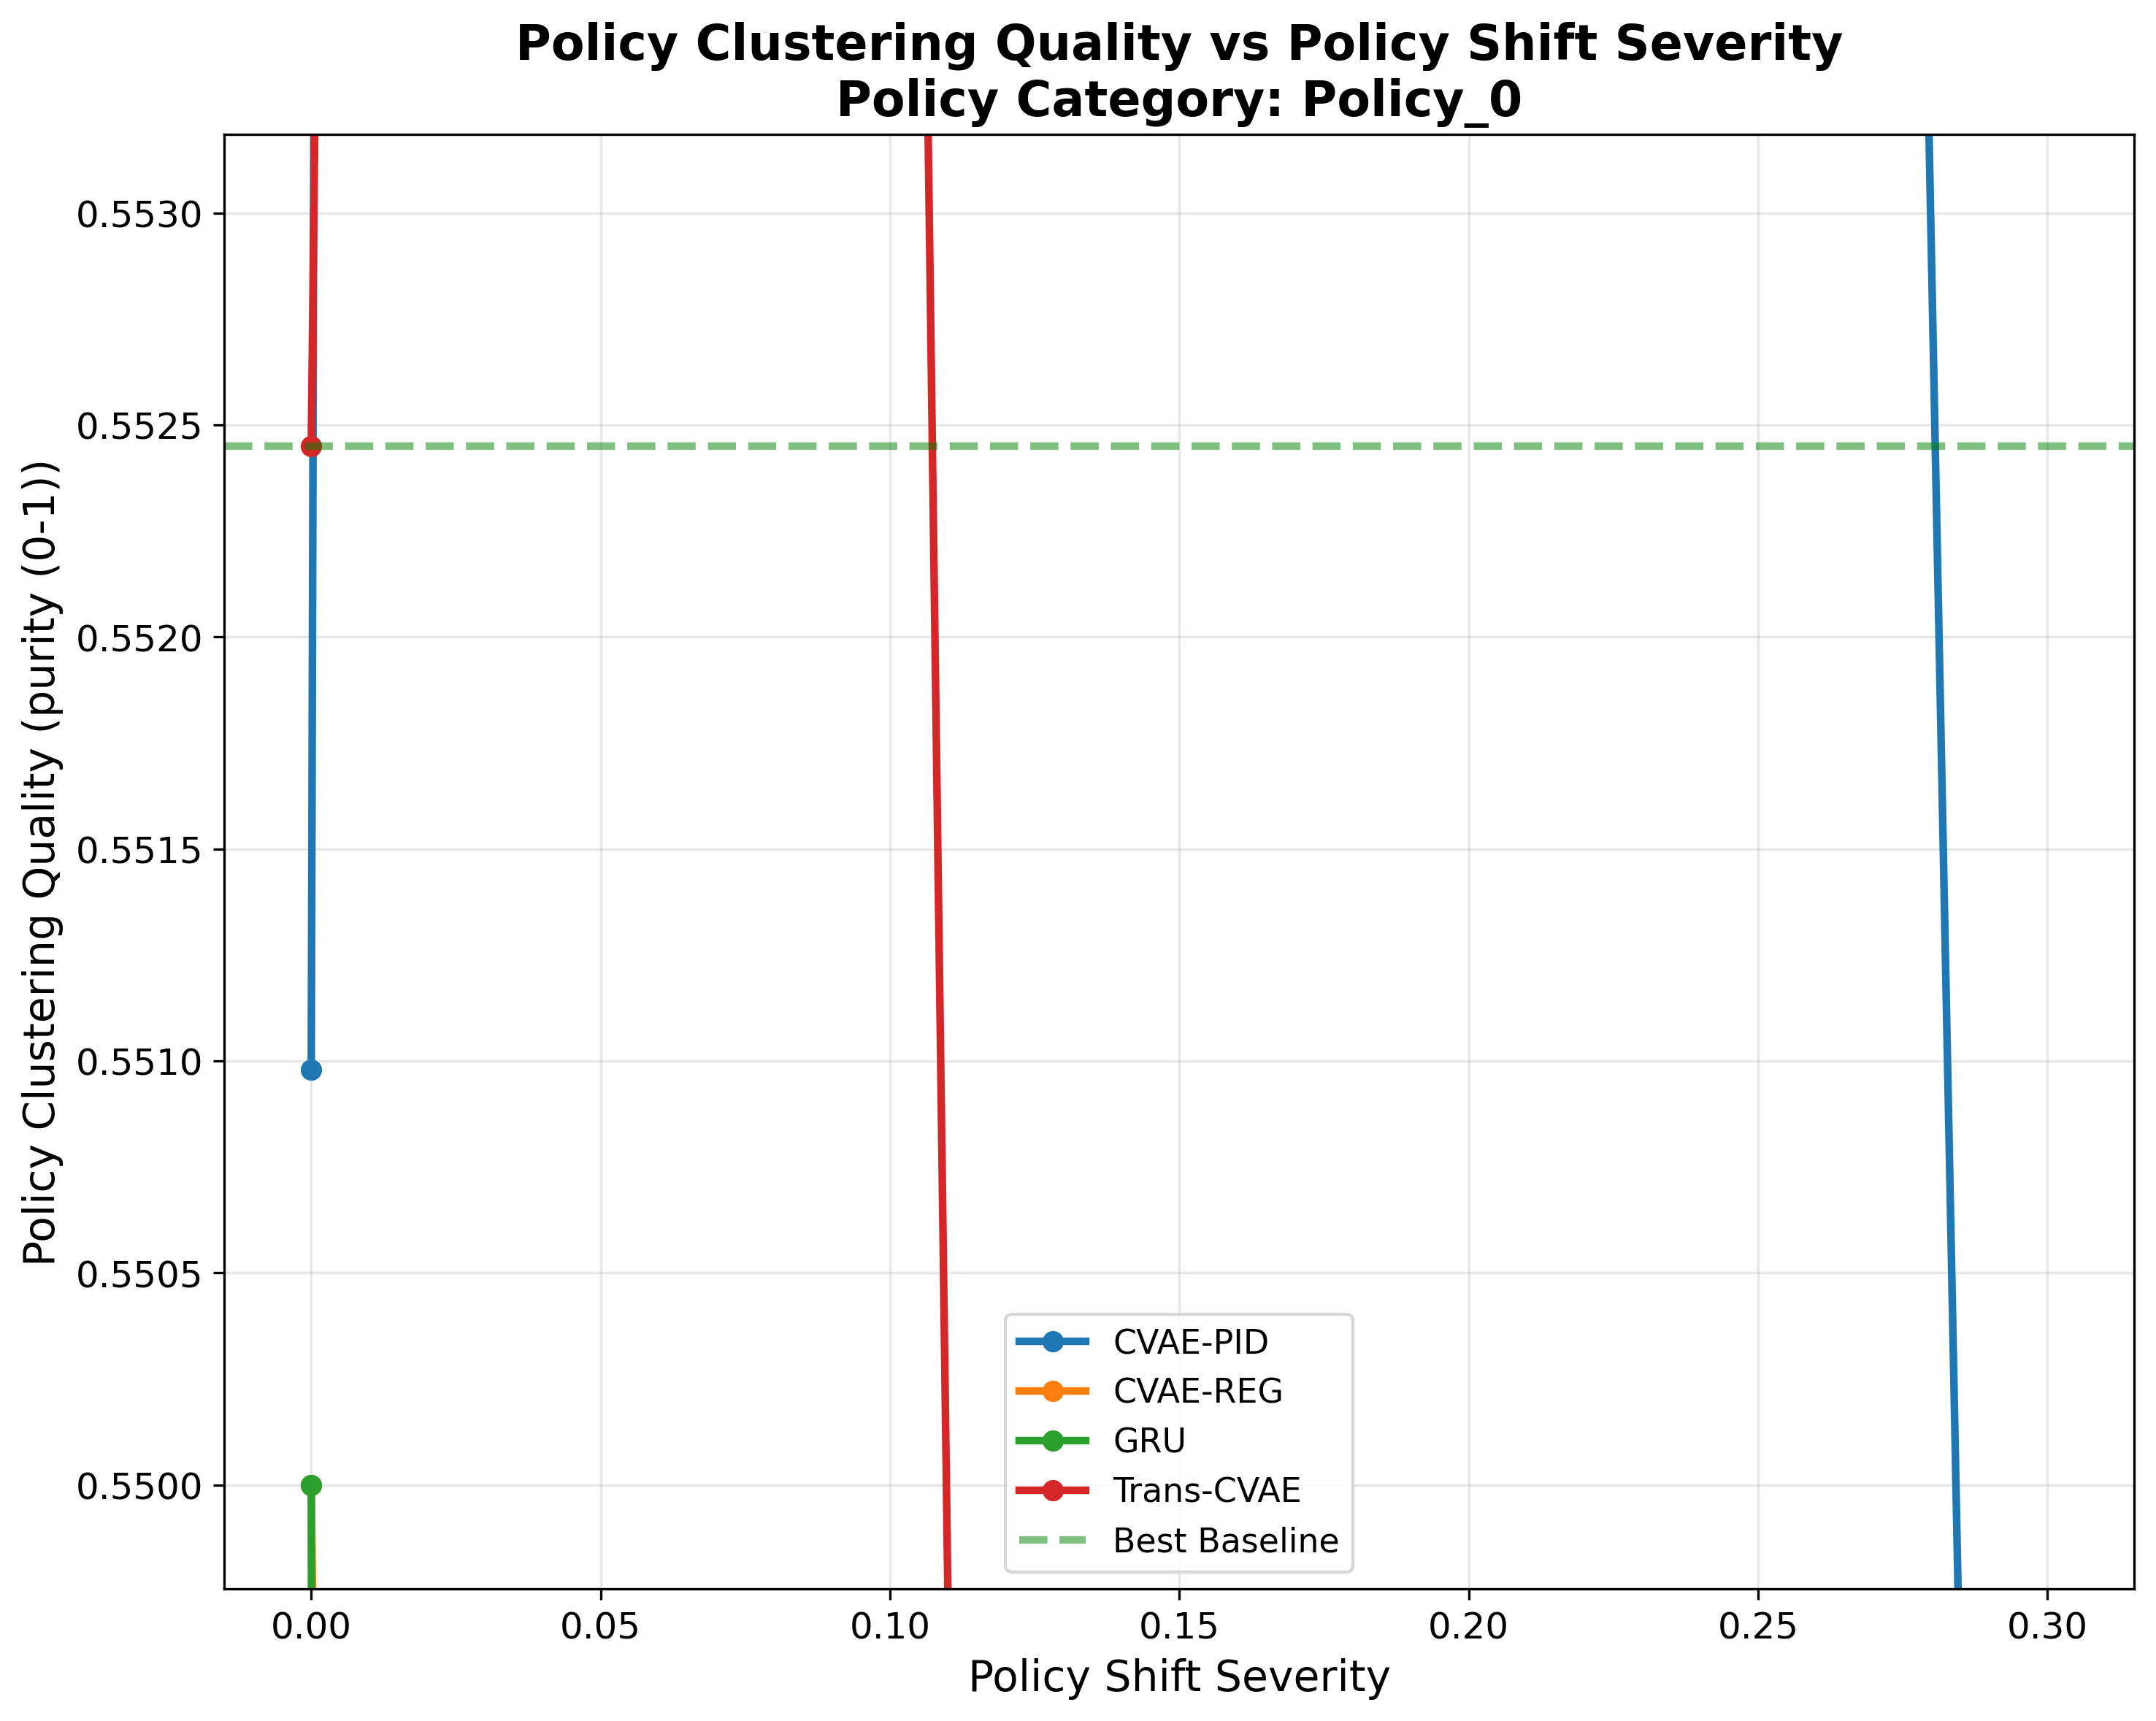 Policy Clustering Quality vs Policy Shift Severity
Policy Category: Policy_0
Policy Clustering Quality (purity (0-1))
0.5530
0.5525
0.5520
0.5515
0.5510
0.5505
0.5500
CVAE-PID
CVAE-REG
GRU
Trans-CVAE
Best Baseline
0.00 0.05 0.10 0.15 0.20 0.25 0.30
Policy Shift Severity